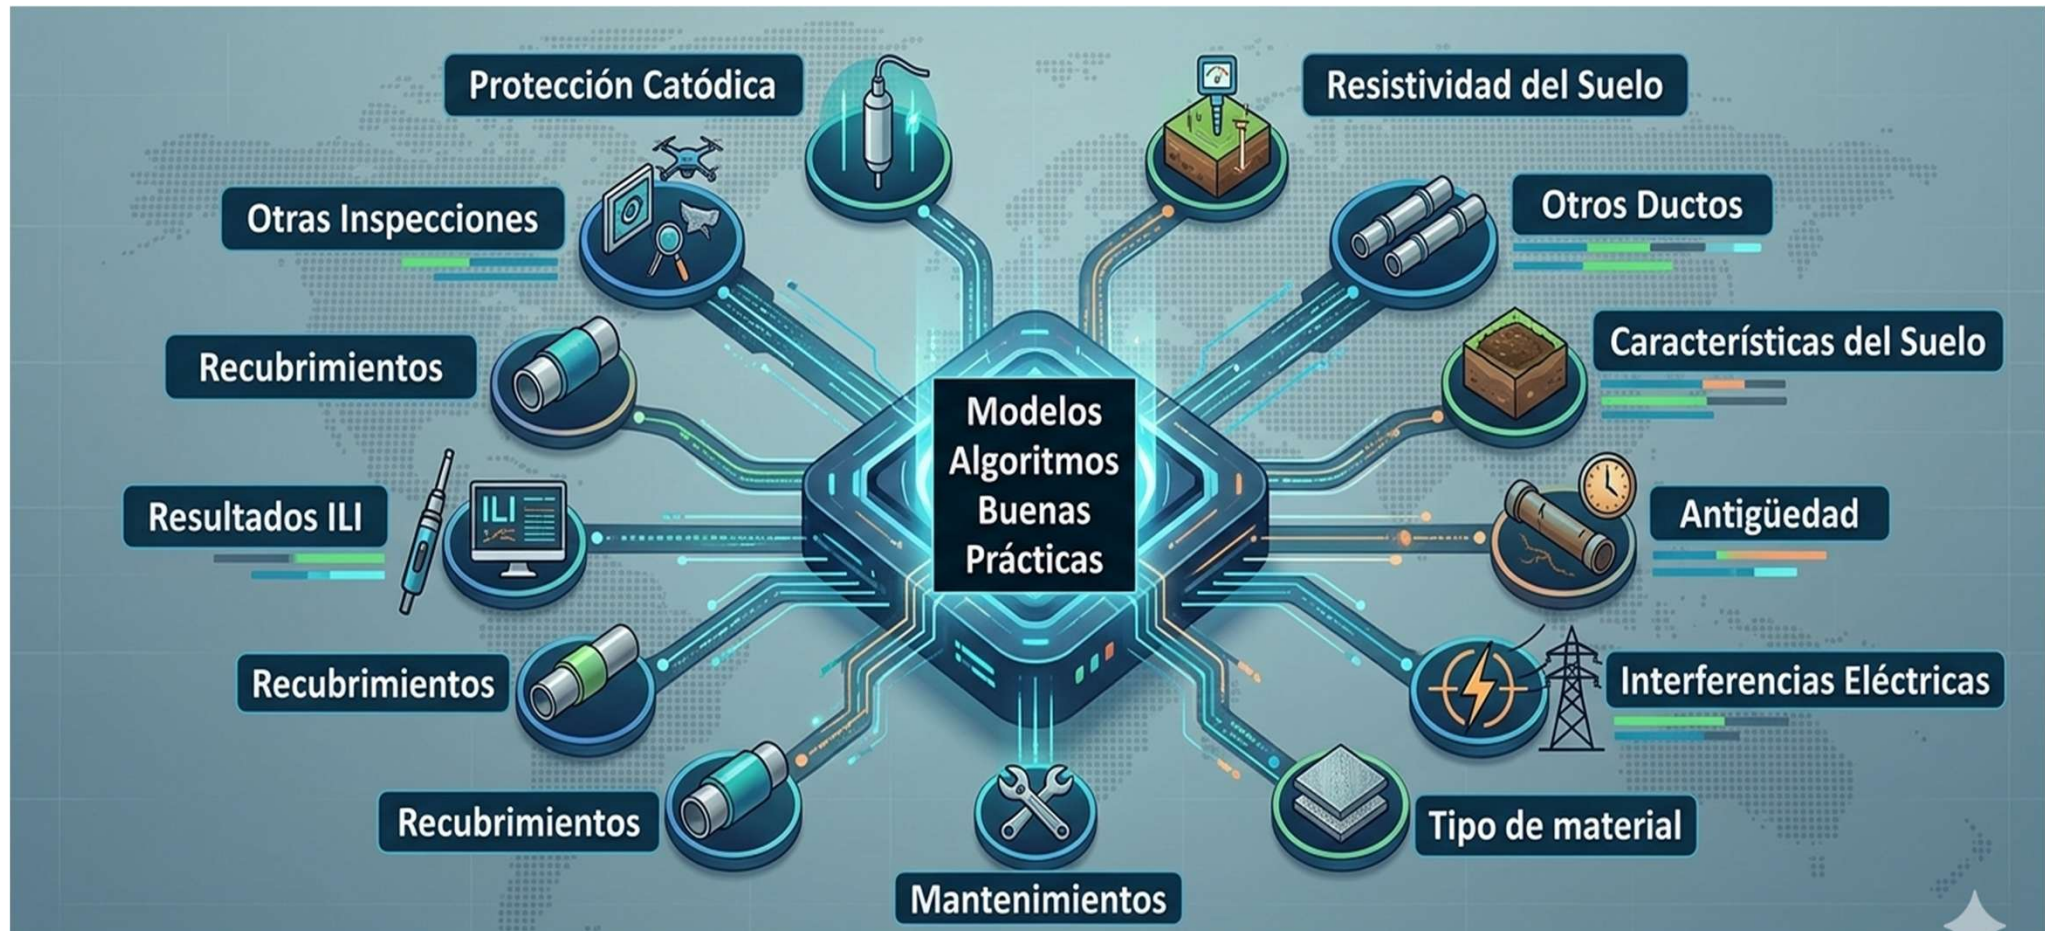 Protección Catódica
Resistividad del Suelo
Otras Inspecciones
Otros Ductos
Recubrimientos
Características del Suelo
Modelos
Algoritmos
Buenas
Prácticas
Resultados ILI
ILI
Antigüedad
Recubrimientos
Interferencias Eléctricas
Recubrimientos
Tipo de material
Mantenimientos